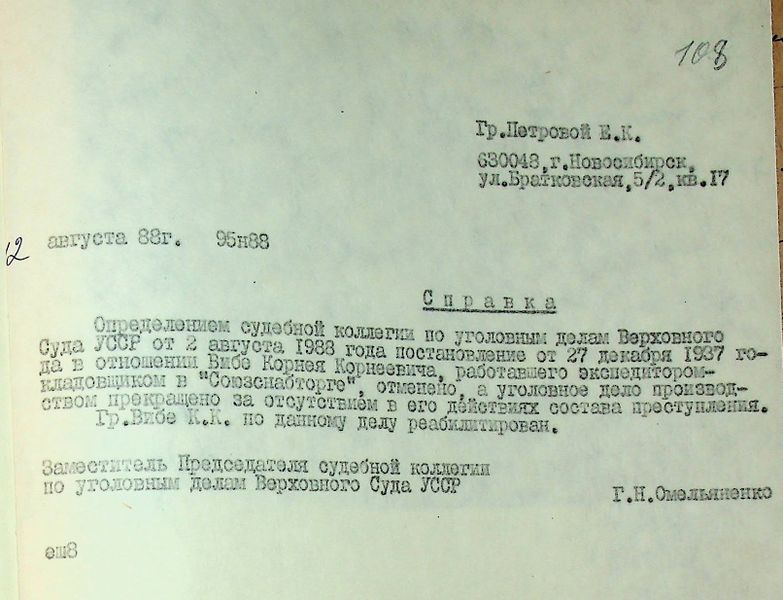 108
Гр.Петровой Е.К.
630048,г.Новосибирск,
ул.Братковская,5/2,кв.17
12 августа 88г. 95н88
Справка
Определением судебной коллегии по уголовным делам Верховного
Суда УССР от 2 августа 1988 года постановление от 27 декабря 1937 го-
да в отношении Вибе Корнея Корнеевича, работавшего экспедитором-
кладовщиком в "Союзснабторге", отменено, а уголовное дело производ-
ством прекращено за отсутствием в его действиях состава преступления.
Гр.Вибе К.К. по данному делу реабилитирован.
Заместитель Председателя судебной коллегии
по уголовным делам Верховного Суда УССР
Г.Н.Омельяненко
еш8